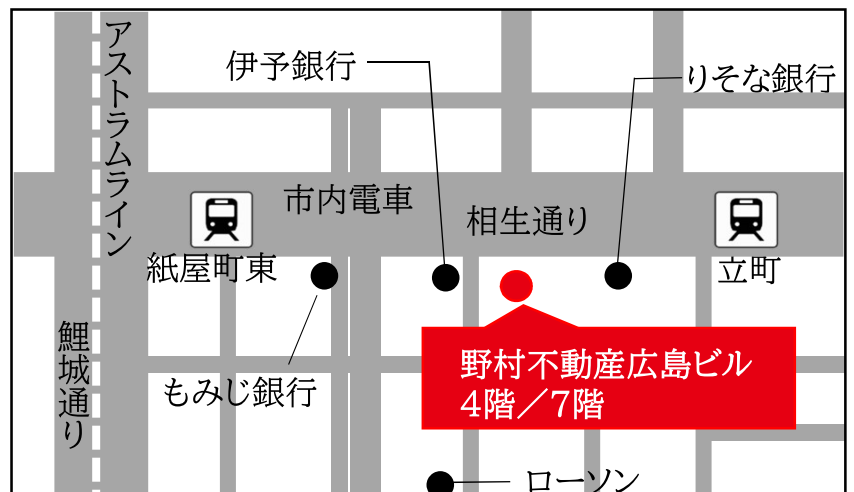 アストラムライン
伊予銀行
りそな銀行
市内電車
相生通り
紙屋町東
立町
鯉城通り
もみじ銀行
野村不動産広島ビル
4階／7階
ローソン